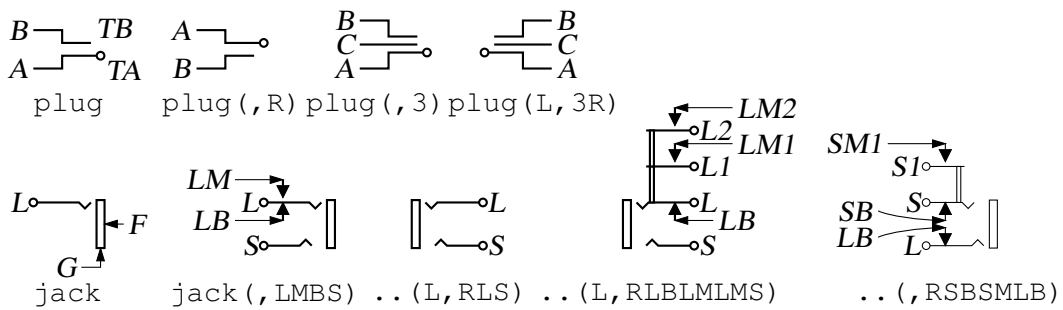 B TB
A TA
plug
A
B
plug(,R)
B
C
A
plug(,3)
B
C
A
plug(L,3R)
L
F
G
jack
LM
L
LB
S
jack(,LMBS)
L
S
..(L,RLS)
LM2
L2
LM1
L1
L
LB
S
..(L,RLBLMLMS)
SM1
S1
S
SB
LB
L
..(,RSBSMLB)